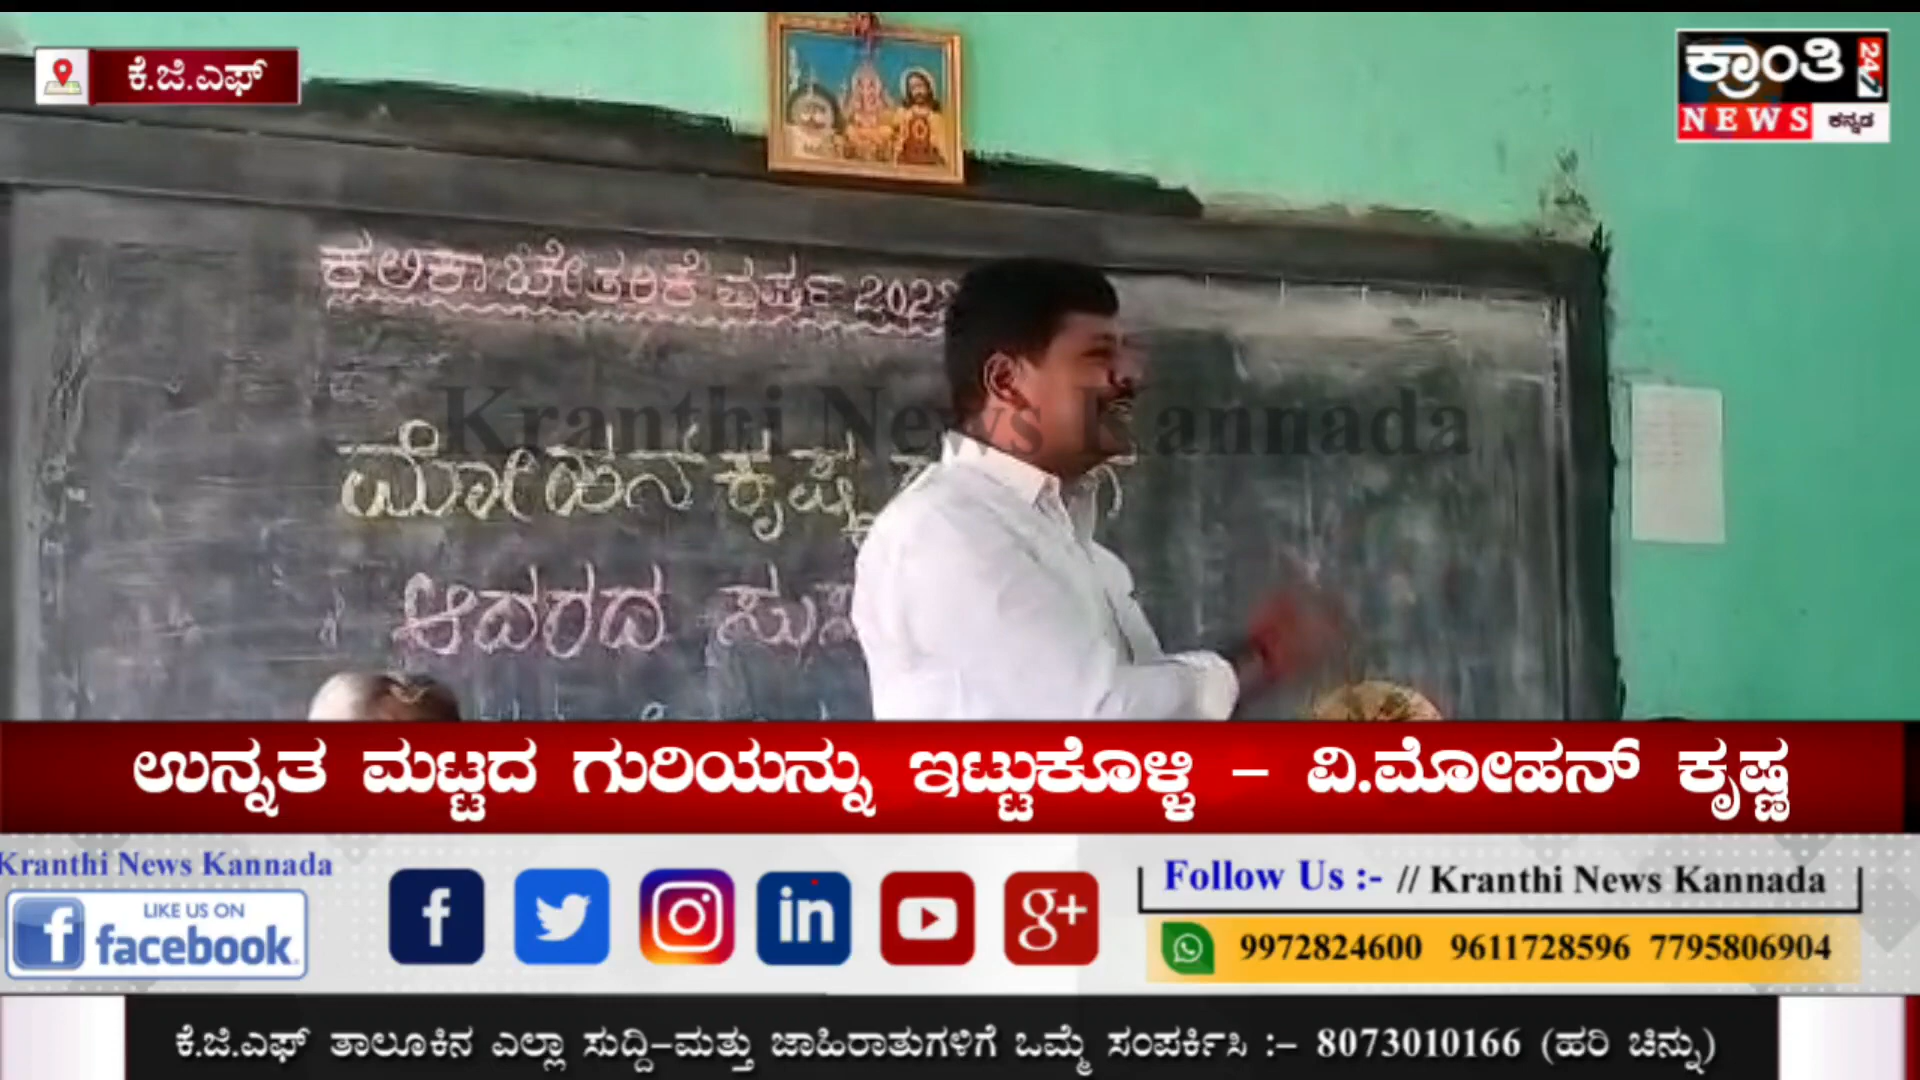 ಕೆ.ಜಿ.ಎಫ್
ಕ್ರಾಂತಿ 24/7
NEWS ಕನ್ನಡ
ಕಲಿಕಾ ಚೇತರಿಕೆ ವರ್ಷ 202
Kranthi News Kannada
ಮೋಹನ್ ಕೃಷ್ಣ
ಆವರದ
ಉನ್ನತ ಮಟ್ಟದ ಗುರಿಯನ್ನು ಇಟ್ಟುಕೊಳ್ಳಿ - ವಿ.ಮೋಹನ್ ಕೃಷ್ಣ
Kranthi News Kannada
LIKE US ON
facebook
Follow Us :- // Kranthi News Kannada
9972824600 9611728596 7795806904
ಕೆ.ಜಿ.ಎಫ್ ತಾಲೂಕಿನ ಎಲ್ಲಾ ಸುದ್ದಿ-ಮತ್ತು ಜಾಹಿರಾತುಗಳಿಗೆ ಒಮ್ಮೆ ಸಂಪರ್ಕಿಸಿ :- 8073010166 (ಹರಿ ಚಿನ್ನು)